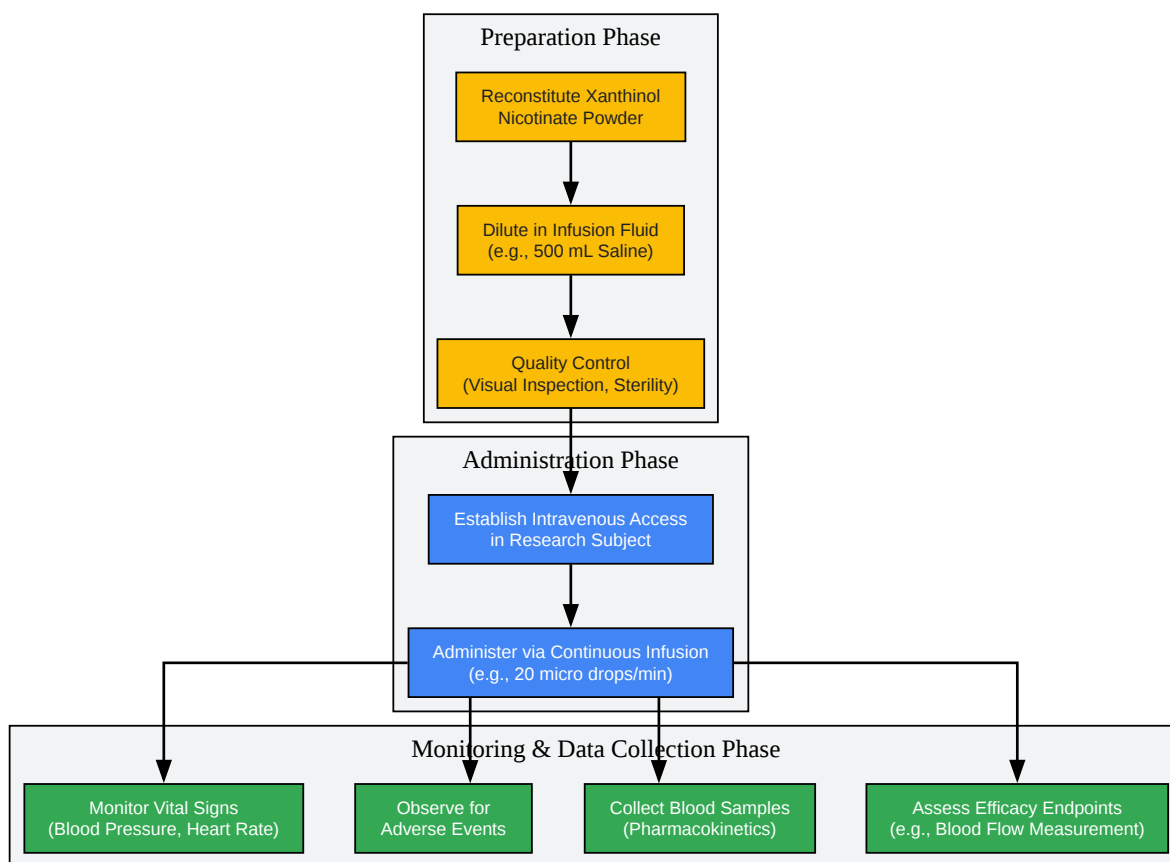 Preparation Phase
Reconstitute Xanthinol
Nicotinate Powder
Dilute in Infusion Fluid
(e.g., 500 mL Saline)
Quality Control
(Visual Inspection, Sterility)
Administration Phase
Establish Intravenous Access
in Research Subject
Administer via Continuous Infusion
(e.g., 20 micro drops/min)
Monitoring & Data Collection Phase
Monitor Vital Signs
(Blood Pressure, Heart Rate)
Observe for
Adverse Events
Collect Blood Samples
(Pharmacokinetics)
Assess Efficacy Endpoints
(e.g., Blood Flow Measurement)